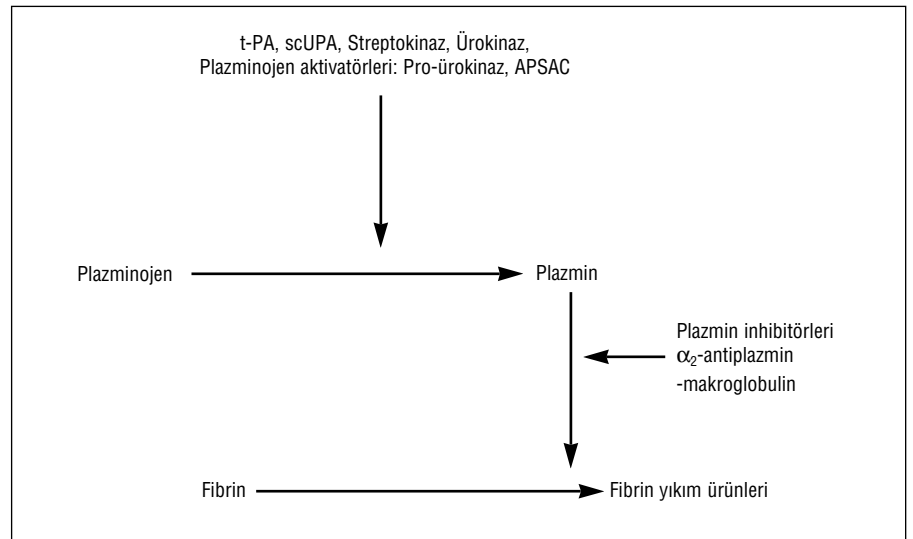 t-PA, scUPA, Streptokinaz, Ürokinaz,
Plazminojen aktivatörleri: Pro-ürokinaz, APSAC
Plazminojen
Plazmin
Plazmin inhibitörleri
α₂-antiplazmin
-makroglobulin
Fibrin
Fibrin yıkım ürünleri